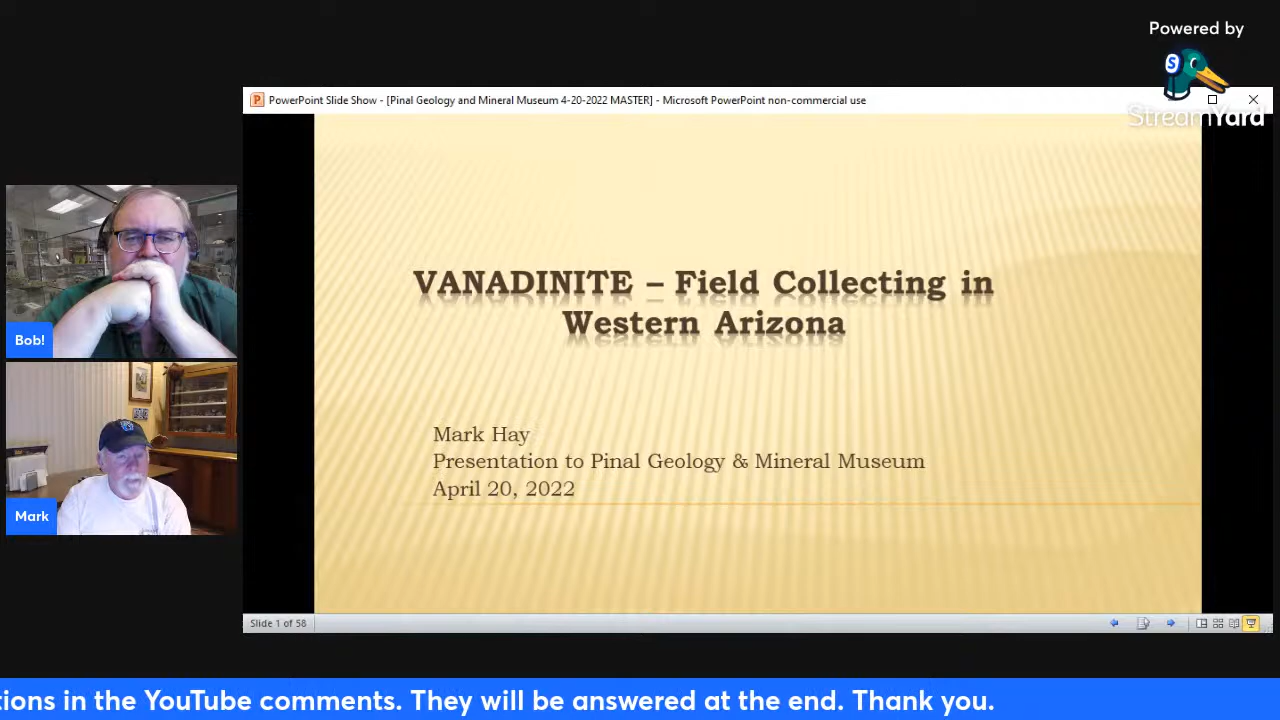 Powered by
StreamYard
PowerPoint Slide Show - [Pinal Geology and Mineral Museum 4-20-2022 MASTER] - Microsoft PowerPoint non-commercial use
VANADINITE – Field Collecting in
Western Arizona
Mark Hay
Presentation to Pinal Geology & Mineral Museum
April 20, 2022
Bob!
Mark
Slide 1 of 58
tions in the YouTube comments. They will be answered at the end. Thank you.